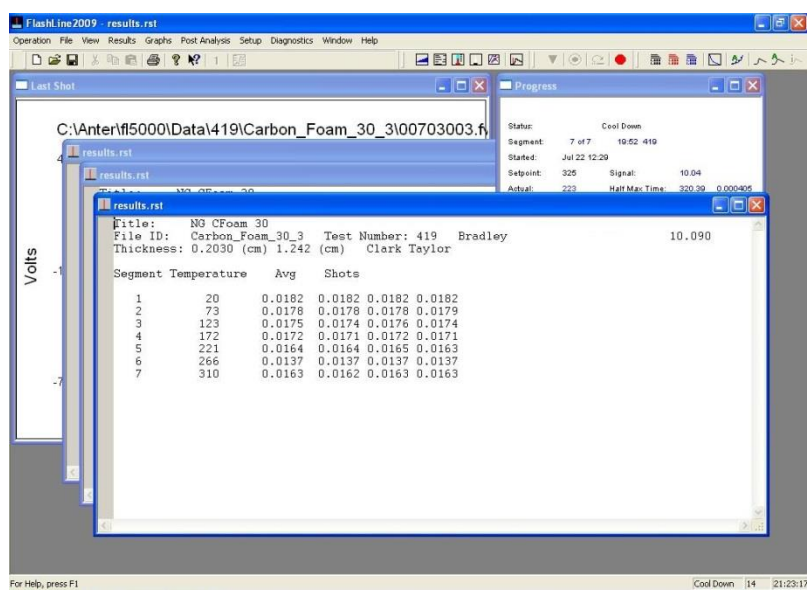 FlashLine2009 - results.rst
Operation File View Results Graphs Post Analysis Setup Diagnostics Window Help
Last Shot
C:\Anter\fl5000\Data\419\Carbon_Foam_30_3\00703003.f
Volts
Progress
Status: Cool Down
Segment: 7 of 7 19:52 419
Started: Jul 22 12:29
Setpoint: 325 Signal: 10.04
Actual: 223 Half Max Time: 320.39 0.000405
results.rst
results.rst
results.rst
Title: NG CFoam 30
File ID: Carbon_Foam_30_3 Test Number: 419 Bradley 10.090
Thickness: 0.2030 (cm) 1.242 (cm) Clark Taylor
Segment Temperature Avg Shots
1 20 0.0182 0.0182 0.0182 0.0182
2 73 0.0178 0.0178 0.0178 0.0179
3 123 0.0175 0.0174 0.0176 0.0174
4 172 0.0172 0.0171 0.0172 0.0171
5 221 0.0164 0.0164 0.0165 0.0163
6 266 0.0137 0.0137 0.0137 0.0137
7 310 0.0163 0.0162 0.0163 0.0163
For Help, press F1
Cool Down 14 21:23:17